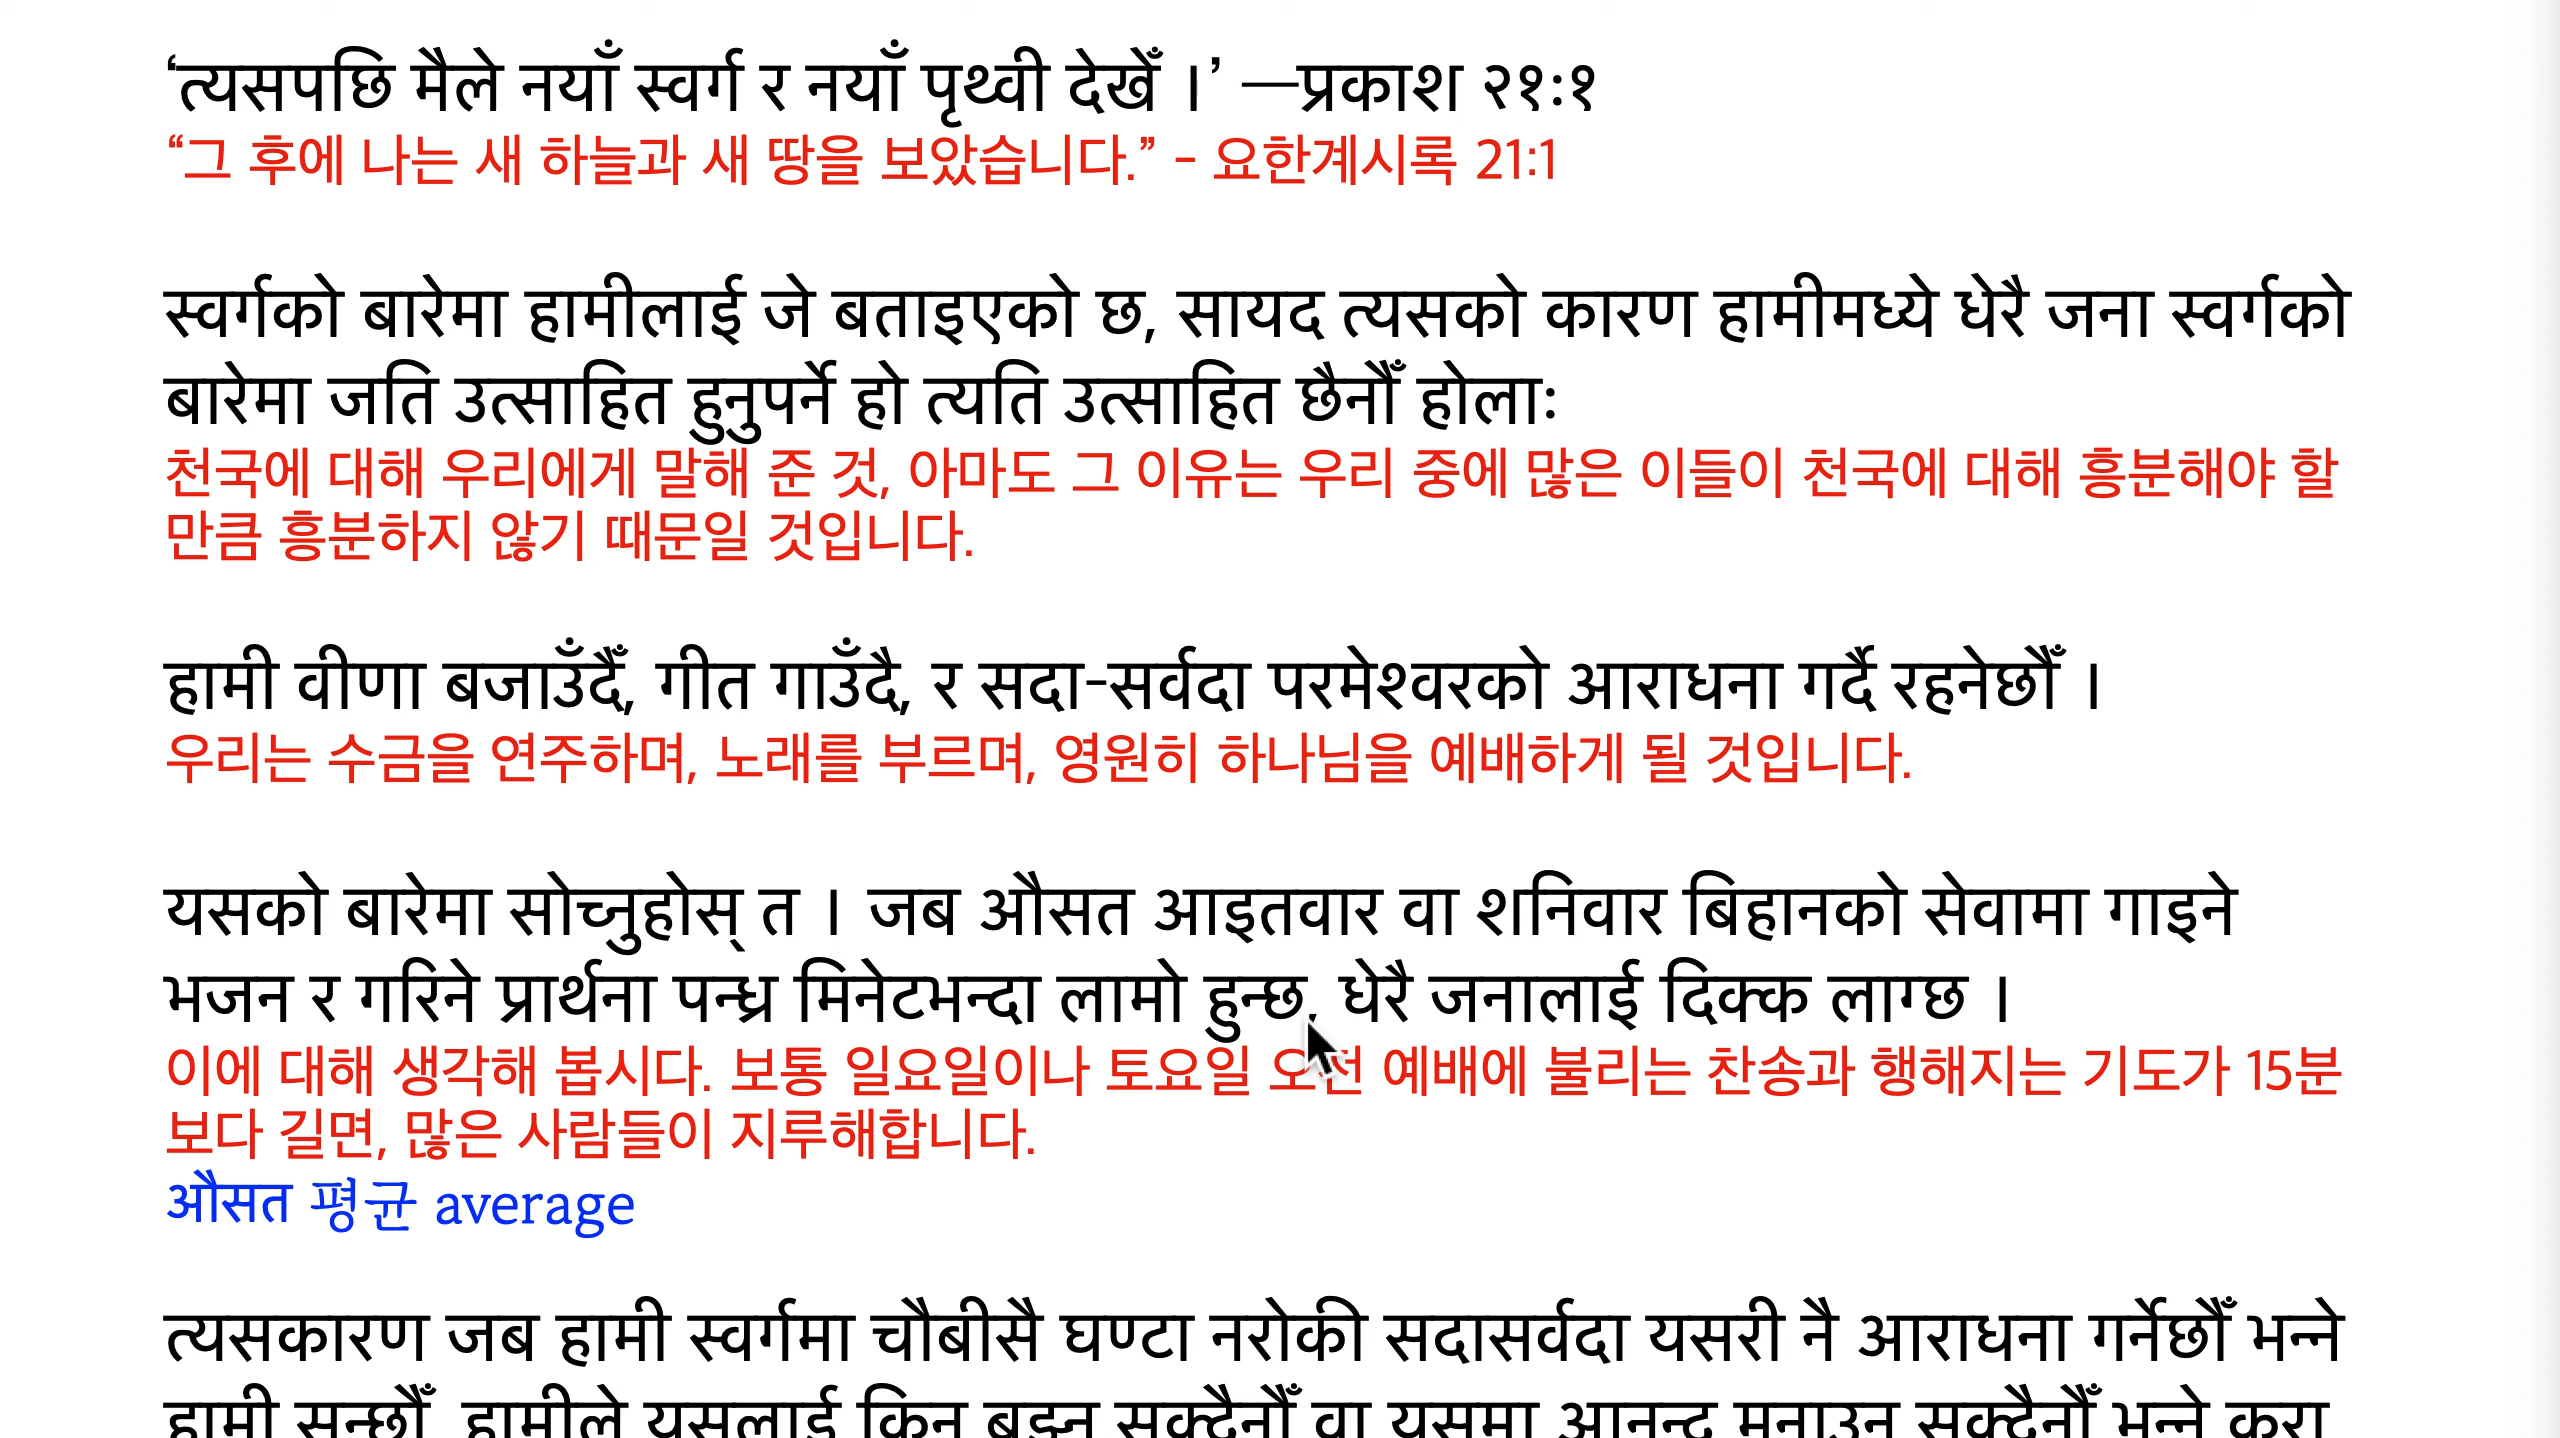 ‘त्यसपछि मैले नयाँ स्वर्ग र नयाँ पृथ्वी देखेँ ।’ —प्रकाश २१:१
“그 후에 나는 새 하늘과 새 땅을 보았습니다.” - 요한계시록 21:1
स्वर्गको बारेमा हामीलाई जे बताइएको छ, सायद त्यसको कारण हामीमध्ये धेरै जना स्वर्गको
बारेमा जति उत्साहित हुनुपर्ने हो त्यति उत्साहित छैनौँ होलाः
천국에 대해 우리에게 말해 준 것, 아마도 그 이유는 우리 중에 많은 이들이 천국에 대해 흥분해야 할
만큼 흥분하지 않기 때문일 것입니다.
हामी वीणा बजाउँदैँ, गीत गाउँदै, र सदा-सर्वदा परमेश्वरको आराधना गर्दै रहनेछौँ ।
우리는 수금을 연주하며, 노래를 부르며, 영원히 하나님을 예배하게 될 것입니다.
यसको बारेमा सोच्नुहोस् त । जब औसत आइतवार वा शनिवार बिहानको सेवामा गाइने
भजन र गरिने प्रार्थना पन्ध्र मिनेटभन्दा लामो हुन्छ, धेरै जनालाई दिक्क लाग्छ ।
이에 대해 생각해 봅시다. 보통 일요일이나 토요일 오전 예배에 불리는 찬송과 행해지는 기도가 15분
보다 길면, 많은 사람들이 지루해합니다.
औसत 평균 average
त्यसकारण जब हामी स्वर्गमा चौबीसै घण्टा नरोकी सदासर्वदा यसरी नै आराधना गर्नेछौँ भन्ने
हामी सुन्छौँ, हामीले यसलाई किन बुझ्न सक्दैनौँ वा यसमा आनन्द मनाउन सक्दैनौँ भन्ने कुरा